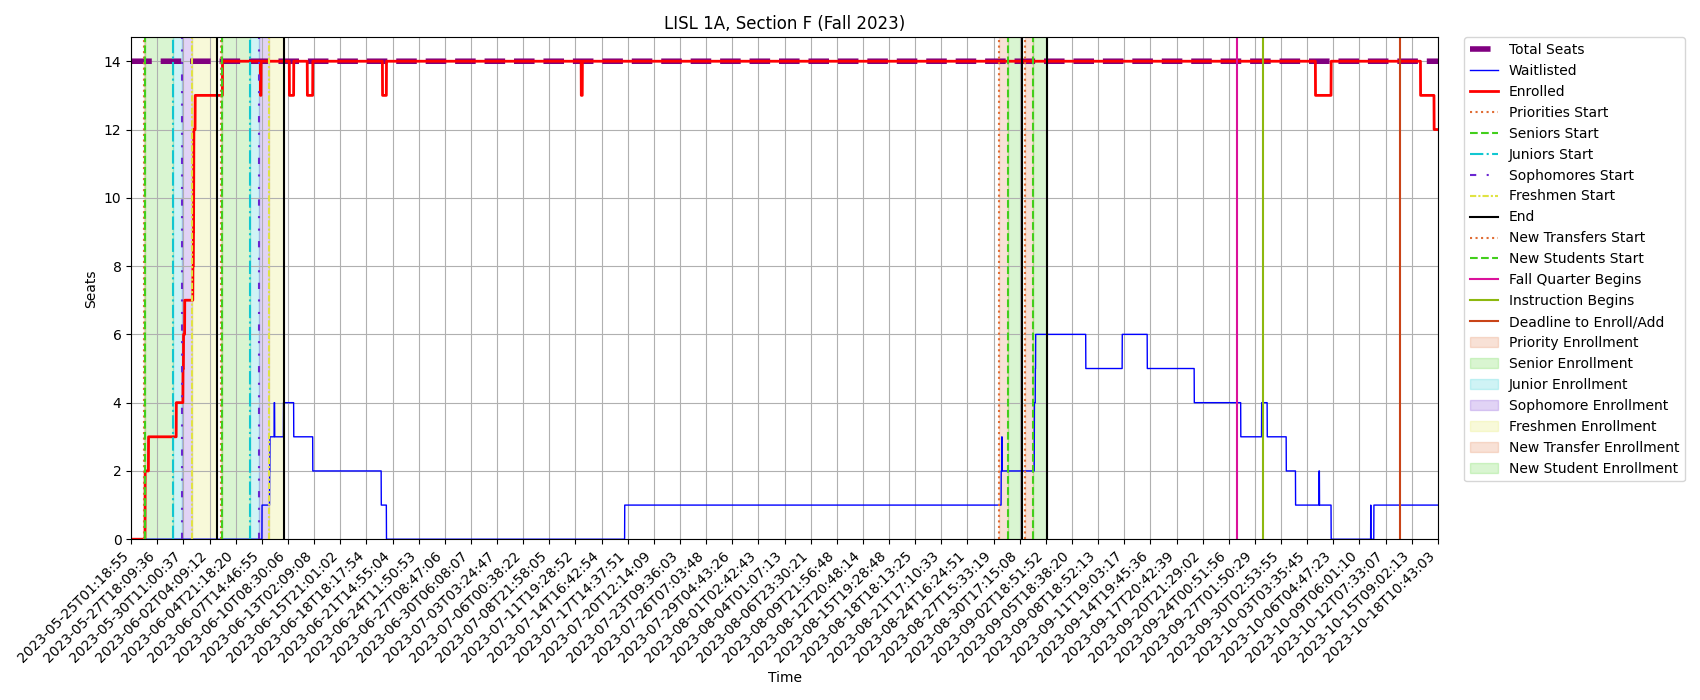 LISL 1A, Section F (Fall 2023)
Seats
14
12
10
8
6
4
2
0
2023-05-25T01:18:55
2023-05-27T18:09:36
2023-05-30T11:00:37
2023-06-02T04:09:12
2023-06-04T21:18:20
2023-06-07T14:46:55
2023-06-10T08:30:06
2023-06-13T02:09:08
2023-06-15T21:01:02
2023-06-18T18:17:54
2023-06-21T14:55:04
2023-06-24T11:50:53
2023-06-27T08:47:06
2023-06-30T06:08:07
2023-07-03T03:24:47
2023-07-06T00:38:22
2023-07-08T21:58:05
2023-07-11T19:28:52
2023-07-14T16:42:54
2023-07-17T14:37:51
2023-07-20T12:14:09
2023-07-23T09:36:03
2023-07-26T07:03:48
2023-07-29T04:43:26
2023-08-01T02:42:43
2023-08-04T01:07:13
2023-08-06T23:30:21
2023-08-09T21:56:48
2023-08-12T20:48:14
2023-08-15T19:28:48
2023-08-18T18:13:25
2023-08-21T17:10:33
2023-08-24T16:24:51
2023-08-27T15:33:19
2023-08-30T17:15:08
2023-09-02T18:51:52
2023-09-05T18:38:20
2023-09-08T18:52:13
2023-09-11T19:03:17
2023-09-14T19:45:36
2023-09-17T20:42:39
2023-09-20T21:29:02
2023-09-24T00:51:56
2023-09-27T01:50:29
2023-09-30T02:53:55
2023-10-03T03:35:45
2023-10-06T04:47:23
2023-10-09T06:01:10
2023-10-12T07:33:07
2023-10-15T09:02:13
2023-10-18T10:43:03
Time
Total Seats
Waitlisted
Enrolled
Priorities Start
Seniors Start
Juniors Start
Sophomores Start
Freshmen Start
End
New Transfers Start
New Students Start
Fall Quarter Begins
Instruction Begins
Deadline to Enroll/Add
Priority Enrollment
Senior Enrollment
Junior Enrollment
Sophomore Enrollment
Freshmen Enrollment
New Transfer Enrollment
New Student Enrollment